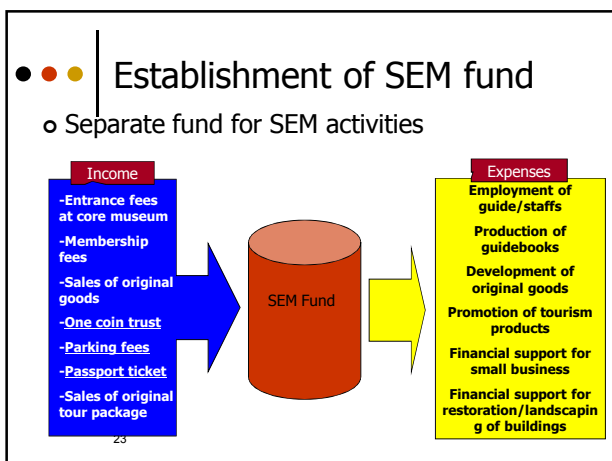 Establishment of SEM fund
Separate fund for SEM activities
Income
-Entrance fees
at core museum
-Membership
fees
-Sales of original
goods
-One coin trust
-Parking fees
-Passport ticket
-Sales of original
tour package
SEM Fund
Expenses
Employment of
guide/staffs
Production of
guidebooks
Development of
original goods
Promotion of tourism
products
Financial support for
small business
Financial support for
restoration/landscapin
g of buildings
23